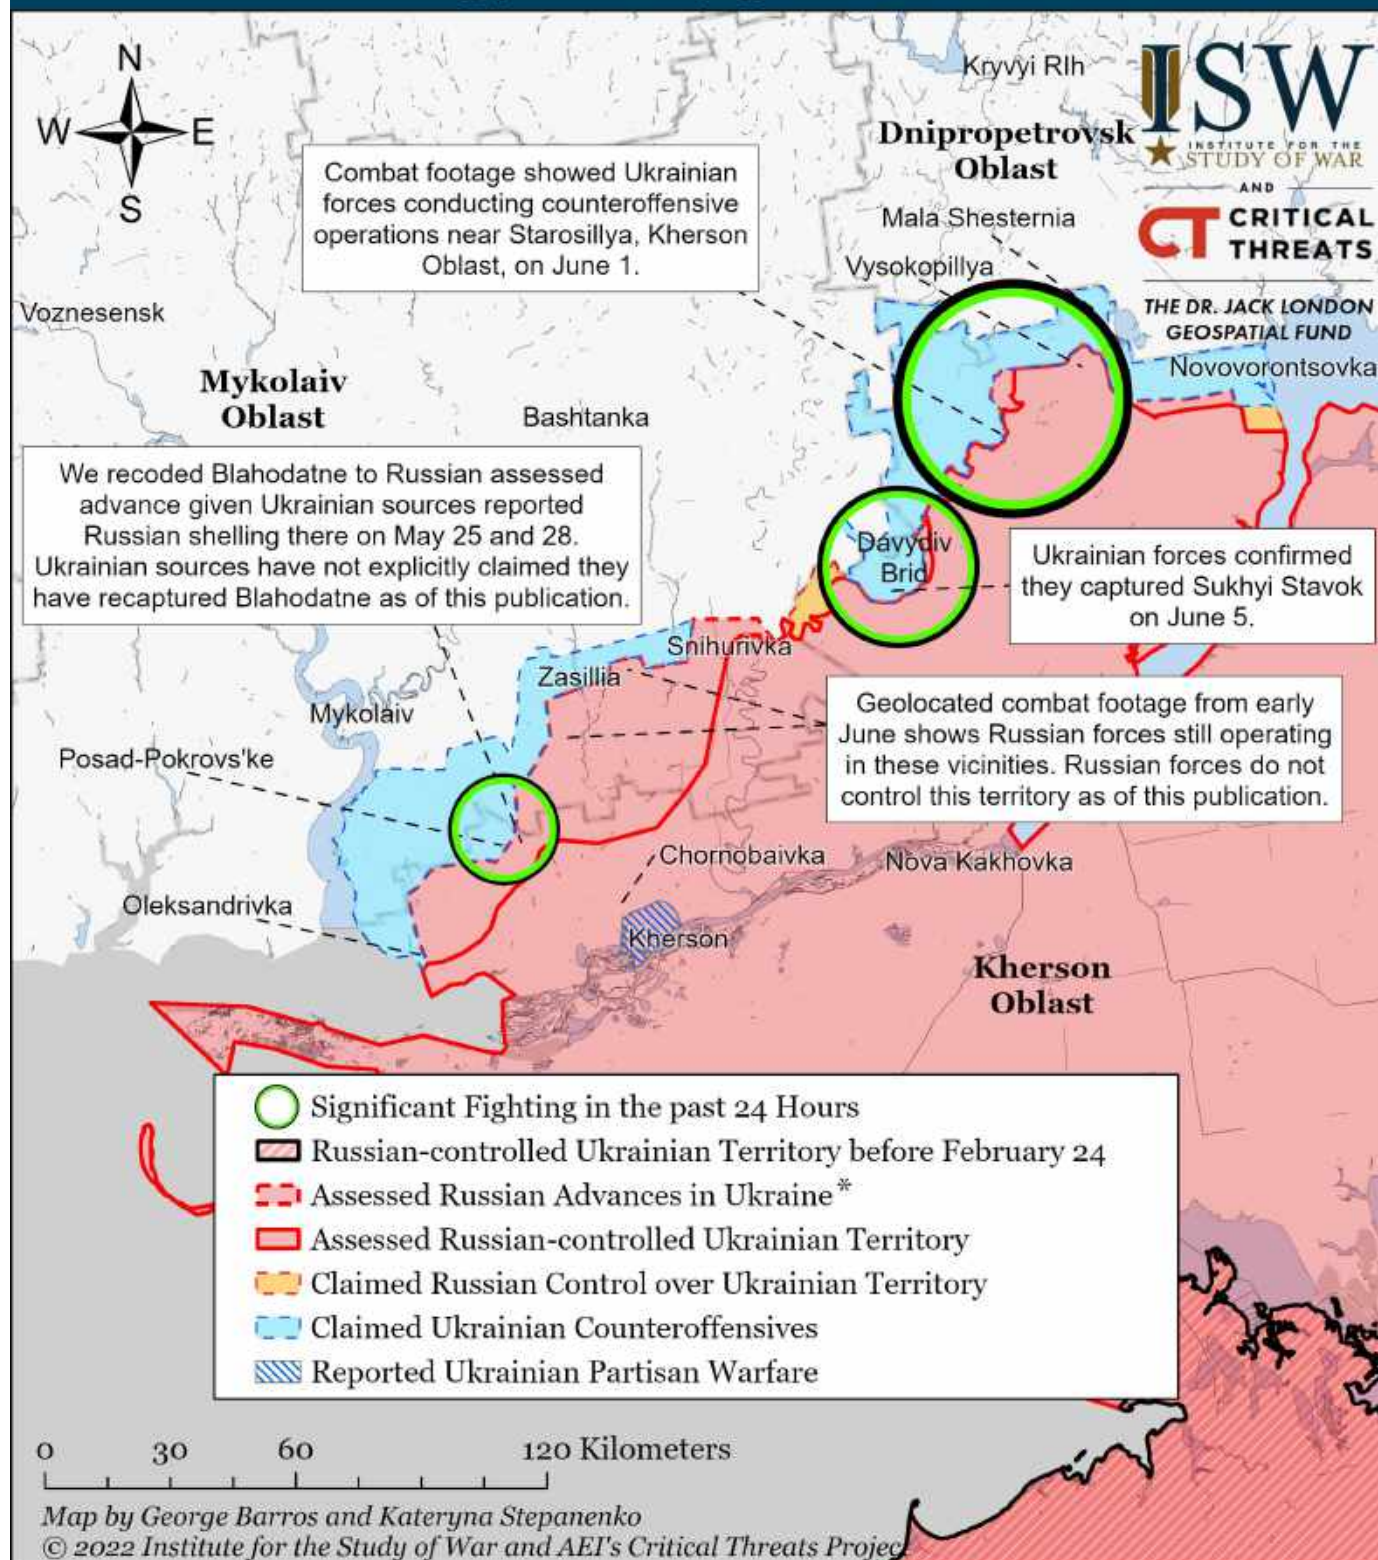 N
W E
S
Kryvyi RIh
ISW
INSTITUTE FOR THE
STUDY OF WAR
AND
CT CRITICAL
THREATS
THE DR. JACK LONDON
GEOSPATIAL FUND
Dnipropetrovsk
Oblast
Combat footage showed Ukrainian
forces conducting counteroffensive
operations near Starosillya, Kherson
Oblast, on June 1.
Mala Shesternia
Vysokopillya
Voznesensk
Novovorontsovka
Mykolaiv
Oblast
Bashtanka
We recoded Blahodatne to Russian assessed
advance given Ukrainian sources reported
Russian shelling there on May 25 and 28.
Ukrainian sources have not explicitly claimed they
have recaptured Blahodatne as of this publication.
Davydiv
Brid
Ukrainian forces confirmed
they captured Sukhyi Stavok
on June 5.
Snihurivka
Zasillia
Mykolaiv
Geolocated combat footage from early
June shows Russian forces still operating
in these vicinities. Russian forces do not
control this territory as of this publication.
Posad-Pokrovs'ke
Chornobaivka
Nova Kakhovka
Oleksandrivka
Kherson
Kherson
Oblast
Significant Fighting in the past 24 Hours
Russian-controlled Ukrainian Territory before February 24
Assessed Russian Advances in Ukraine*
Assessed Russian-controlled Ukrainian Territory
Claimed Russian Control over Ukrainian Territory
Claimed Ukrainian Counteroffensives
Reported Ukrainian Partisan Warfare
0 30 60 120 Kilometers
Map by George Barros and Kateryna Stepanenko
© 2022 Institute for the Study of War and AEI's Critical Threats Project